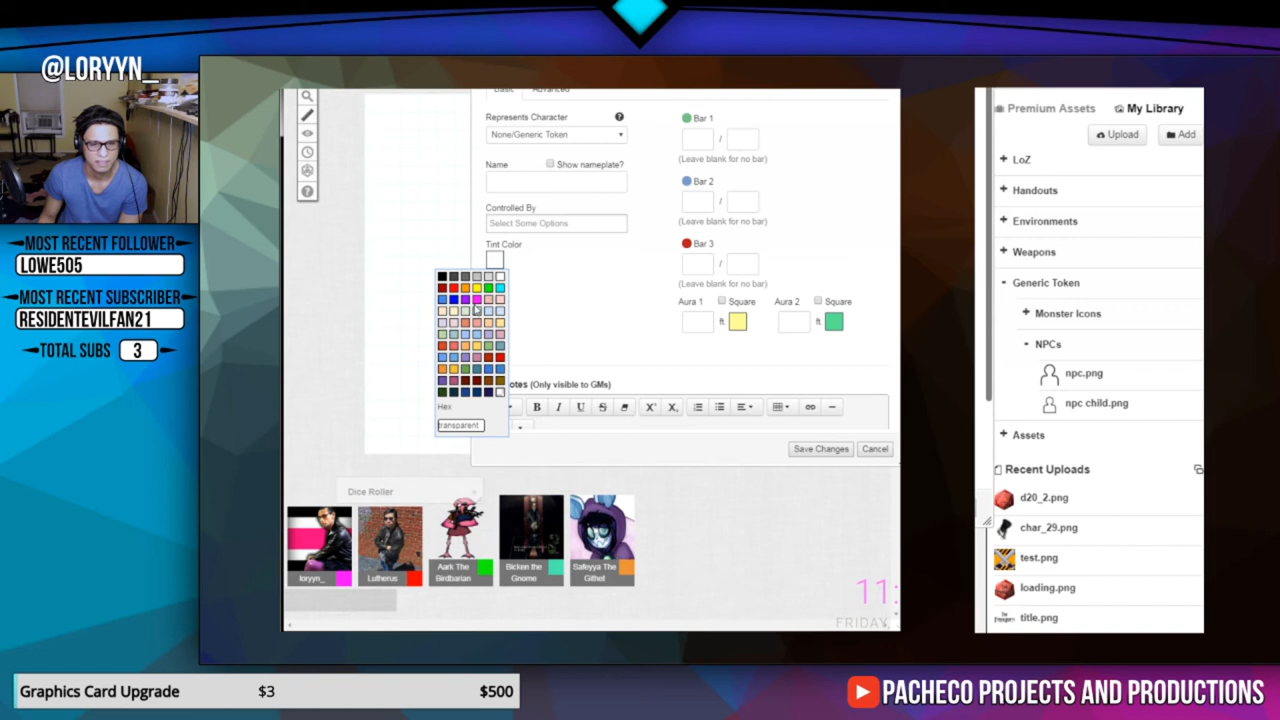 @LORYYN_
MOST RECENT FOLLOWER
LOWE505
MOST RECENT SUBSCRIBER
RESIDENTEVILFAN21
TOTAL SUBS 3
Basic Advanced
Represents Character
None/Generic Token
Name Show nameplate?
Controlled By
Select Some Options
Tint Color
Hex
transparent
Bar 1
/
(Leave blank for no bar)
Bar 2
/
(Leave blank for no bar)
Bar 3
/
(Leave blank for no bar)
Aura 1 Square Aura 2 Square
ft. ft.
otes (Only visible to GMs)
B I U S X² X₂
Save Changes Cancel
Dice Roller
loryyn_
Lutherus
Aark The
Birdbarian
Bicken the
Gnome
Safeyya The
Githet
11:
FRIDAY,
Premium Assets My Library
Upload Add
LoZ
Handouts
Environments
Weapons
Generic Token
Monster Icons
NPCs
npc.png
npc child.png
Assets
Recent Uploads
d20_2.png
char_29.png
test.png
loading.png
title.png
Graphics Card Upgrade $3 $500
PACHECO PROJECTS AND PRODUCTIONS